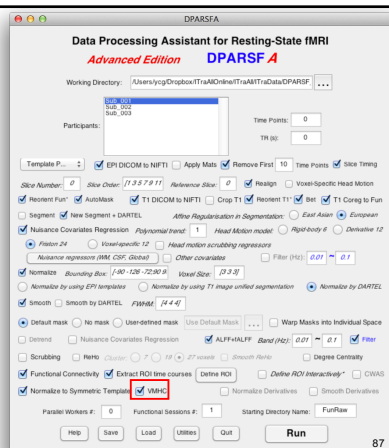 DPARSFA
Data Processing Assistant for Resting-State fMRI
Advanced Edition DPARSF A
Working Directory: /Users/ycg/Dropbox/ITraAllOnline/ITraAll/ITraData/DPARSF ...
Participants: Sub_001
Sub_002
Sub_003
Time Points: 0
TR (s): 0
Template P... EPI DICOM to NIFTI Apply Mats Remove First 10 Time Points Slice Timing
Slice Number: 0 Slice Order: [1 3 5 7 9 11 Reference Slice: 0 Realign Voxel-Specific Head Motion
Reorient Fun* AutoMask T1 DICOM to NIFTI Crop T1 Reorient T1* Bet T1 Coreg to Fun
Segment New Segment + DARTEL Affine Regularisation in Segmentation: East Asian European
Nuisance Covariates Regression Polynomial trend: 1 Head Motion model: Rigid-body 6 Derivative 12
Friston 24 Voxel-specific 12 Head motion scrubbing regressors
Nuisance regressors (WM, CSF, Global) Other covariates Filter (Hz): 0.01 ~ 0.1
Normalize Bounding Box: [-90 -126 -72;90 9 Voxel Size: [3 3 3]
Normalize by using EPI templates Normalize by using T1 image unified segmentation Normalize by DARTEL
Smooth Smooth by DARTEL FWHM: [4 4 4]
Default mask No mask User-defined mask Use Default Mask ... Warp Masks into Individual Space
Detrend Nuisance Covariates Regression ALFF+fALFF Band (Hz): 0.01 ~ 0.1 Filter
Scrubbing ReHo Cluster: 7 19 27 voxels Smooth ReHo Degree Centrality
Functional Connectivity Extract ROI time courses Define ROI Define ROI Interactively* CWAS
Normalize to Symmetric Template VMHC Normalize Derivatives Smooth Derivatives
Parallel Workers #: 0 Functional Sessions #: 1 Starting Directory Name: FunRaw
Help Save Load Utilities Quit Run
87